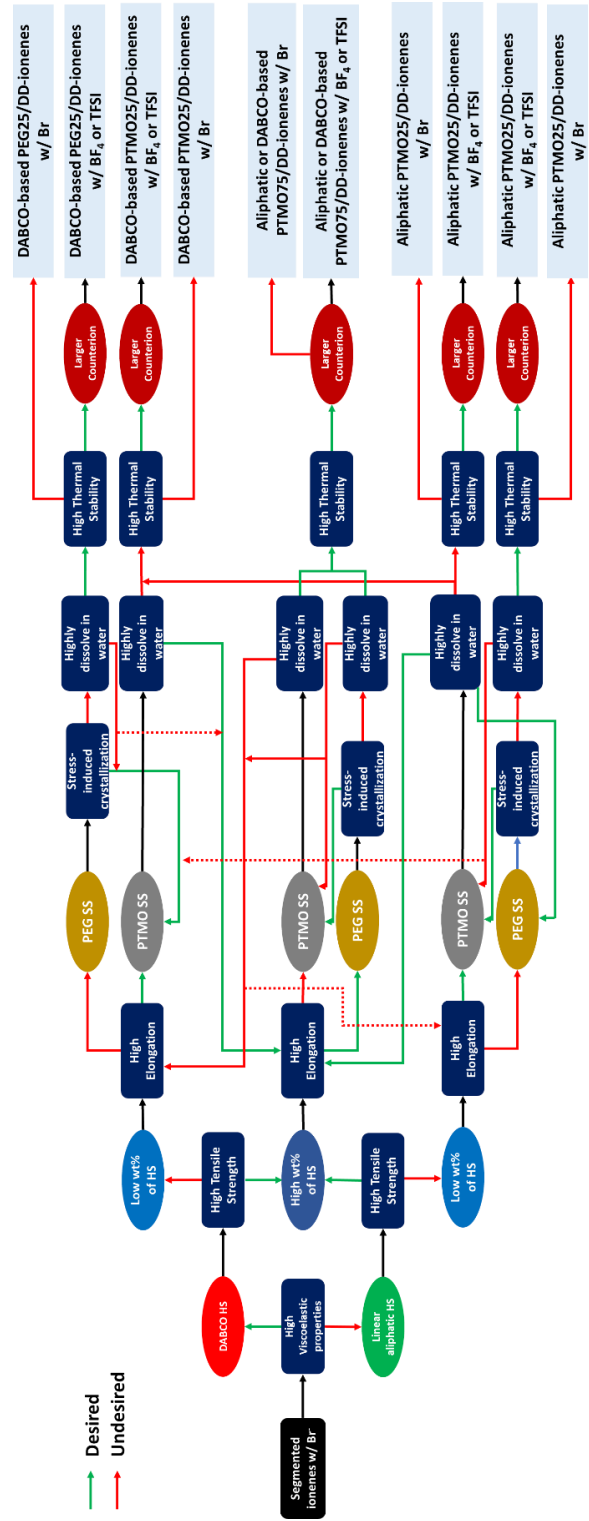 Desired
Undesired
Segmented
ionenes w/ Br-
High
Viscoelastic
properties
DABCO HS
Linear
aliphatic HS
High Tensile
Strength
High Tensile
Strength
Low wt%
of HS
High wt%
of HS
Low wt%
of HS
High
Elongation
High
Elongation
High
Elongation
PEG SS
PTMO SS
PTMO SS
PEG SS
PTMO SS
PEG SS
Stress-
induced
crystallization
Stress-
induced
crystallization
Stress-
induced
crystallization
Highly
dissolve in
water
Highly
dissolve in
water
Highly
dissolve in
water
Highly
dissolve in
water
Highly
dissolve in
water
Highly
dissolve in
water
High Thermal
Stability
High Thermal
Stability
High Thermal
Stability
High Thermal
Stability
High Thermal
Stability
Larger
Counterion
Larger
Counterion
Larger
Counterion
Larger
Counterion
Larger
Counterion
DABCO-based PEG25/DD-ionenes
w/ Br
DABCO-based PEG25/DD-ionenes
w/ BF4 or TFSI
DABCO-based PTMO25/DD-ionenes
w/ BF4 or TFSI
DABCO-based PTMO25/DD-ionenes
w/ Br
Aliphatic or DABCO-based
PTMO75/DD-ionenes w/ Br
Aliphatic or DABCO-based
PTMO75/DD-ionenes w/ BF4 or TFSI
Aliphatic PTMO25/DD-ionenes
w/ Br
Aliphatic PTMO25/DD-ionenes
w/ BF4 or TFSI
Aliphatic PTMO25/DD-ionenes
w/ BF4 or TFSI
Aliphatic PTMO25/DD-ionenes
w/ Br